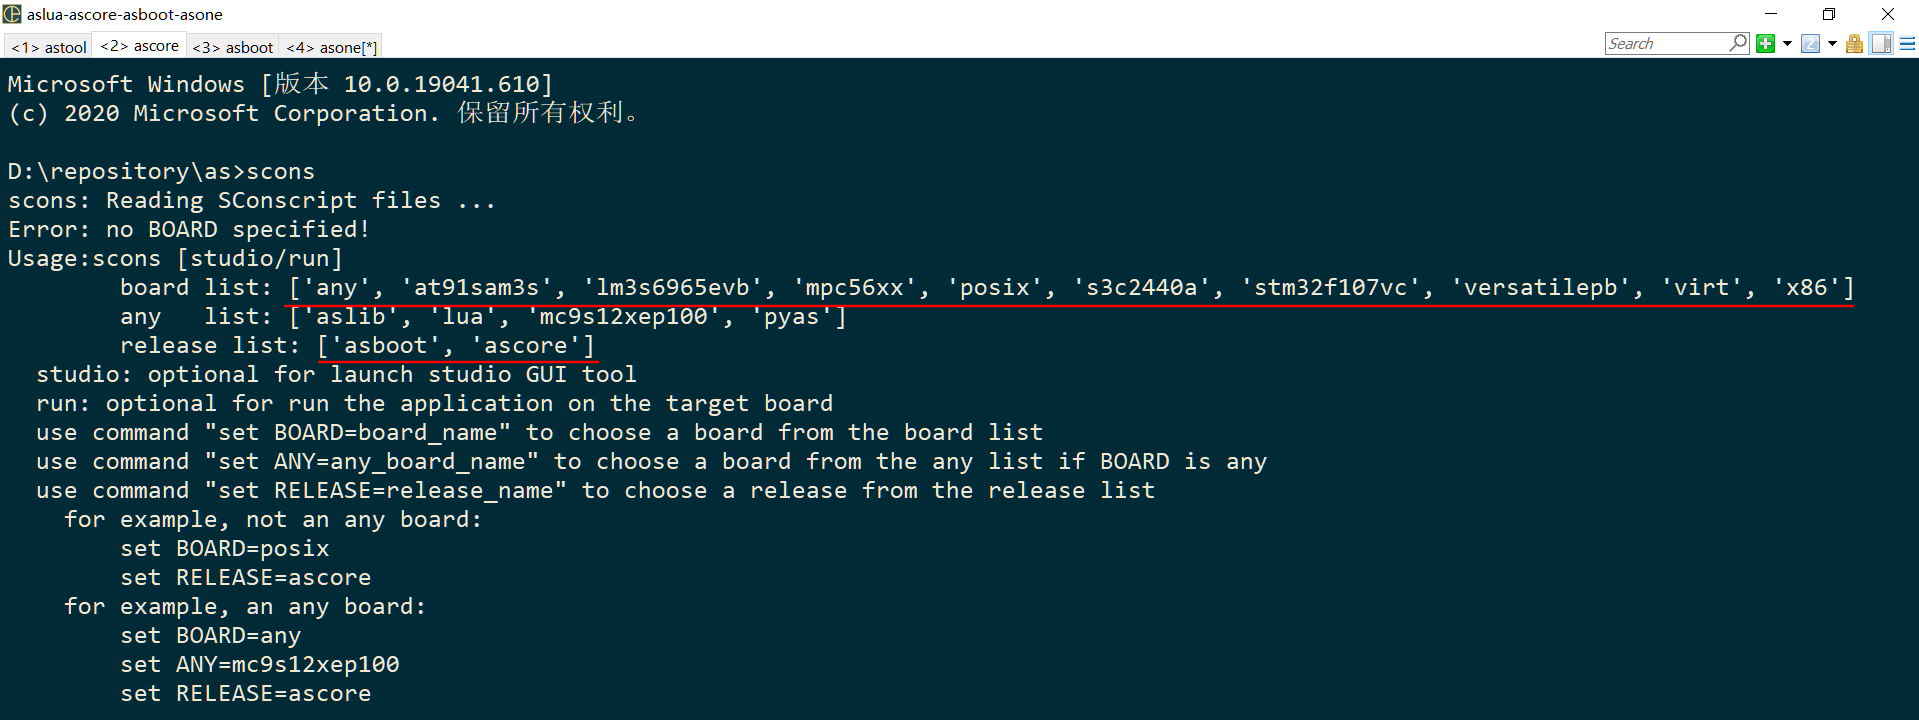 aslua-ascore-asboot-asone
<1> astool <2> ascore <3> asboot <4> asone[*] Search
Microsoft Windows [版本 10.0.19041.610]
(c) 2020 Microsoft Corporation. 保留所有权利。
D:\repository\as>scons
scons: Reading SConscript files ...
Error: no BOARD specified!
Usage:scons [studio/run]
board list: ['any', 'at91sam3s', 'lm3s6965evb', 'mpc56xx', 'posix', 's3c2440a', 'stm32f107vc', 'versatilepb', 'virt', 'x86']
any   list: ['aslib', 'lua', 'mc9s12xep100', 'pyas']
release list: ['asboot', 'ascore']
studio: optional for launch studio GUI tool
run: optional for run the application on the target board
use command "set BOARD=board_name" to choose a board from the board list
use command "set ANY=any_board_name" to choose a board from the any list if BOARD is any
use command "set RELEASE=release_name" to choose a release from the release list
for example, not an any board:
set BOARD=posix
set RELEASE=ascore
for example, an any board:
set BOARD=any
set ANY=mc9s12xep100
set RELEASE=ascore